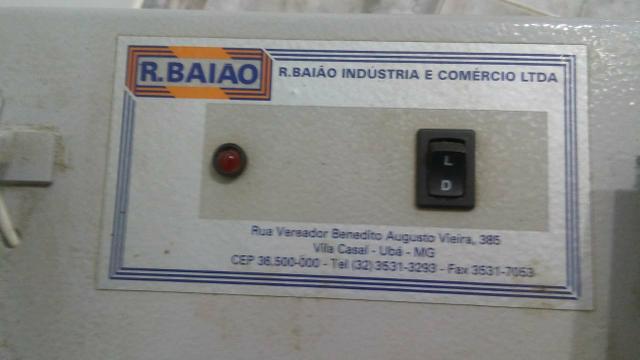 R.BAIAO
R.BAIÃO INDÚSTRIA E COMÉRCIO LTDA
L
D
Rua Vereador Benedito Augusto Vieira, 385
Vila Casal - Ubá - MG
CEP 36.500-000 - Tel (32) 3531-3293 - Fax 3531-7053